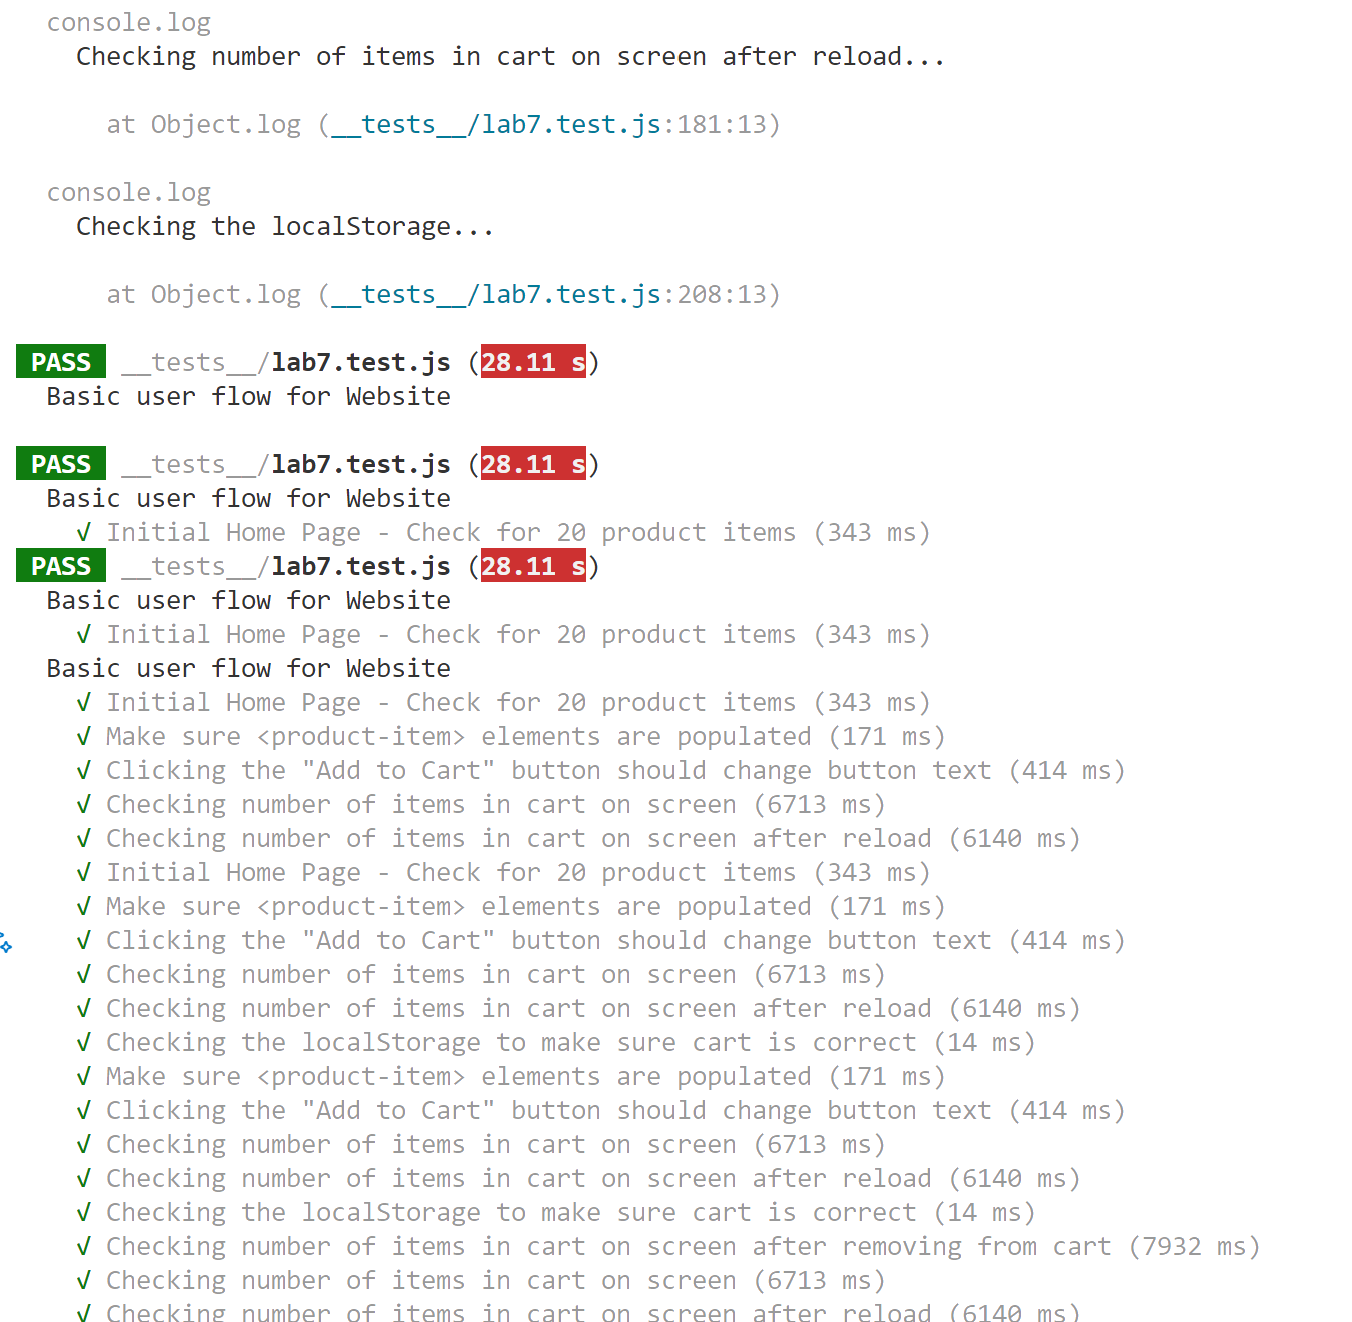 console.log
Checking number of items in cart on screen after reload...
at Object.log (__tests__/lab7.test.js:181:13)
console.log
Checking the localStorage...
at Object.log (__tests__/lab7.test.js:208:13)
PASS __tests__/lab7.test.js (28.11 s)
Basic user flow for Website
PASS __tests__/lab7.test.js (28.11 s)
Basic user flow for Website
√ Initial Home Page - Check for 20 product items (343 ms)
PASS __tests__/lab7.test.js (28.11 s)
Basic user flow for Website
√ Initial Home Page - Check for 20 product items (343 ms)
Basic user flow for Website
√ Initial Home Page - Check for 20 product items (343 ms)
√ Make sure <product-item> elements are populated (171 ms)
√ Clicking the "Add to Cart" button should change button text (414 ms)
√ Checking number of items in cart on screen (6713 ms)
√ Checking number of items in cart on screen after reload (6140 ms)
√ Initial Home Page - Check for 20 product items (343 ms)
√ Make sure <product-item> elements are populated (171 ms)
√ Clicking the "Add to Cart" button should change button text (414 ms)
√ Checking number of items in cart on screen (6713 ms)
√ Checking number of items in cart on screen after reload (6140 ms)
√ Checking the localStorage to make sure cart is correct (14 ms)
√ Make sure <product-item> elements are populated (171 ms)
√ Clicking the "Add to Cart" button should change button text (414 ms)
√ Checking number of items in cart on screen (6713 ms)
√ Checking number of items in cart on screen after reload (6140 ms)
√ Checking the localStorage to make sure cart is correct (14 ms)
√ Checking number of items in cart on screen after removing from cart (7932 ms)
√ Checking number of items in cart on screen (6713 ms)
√ Checking number of items in cart on screen after reload (6140 ms)